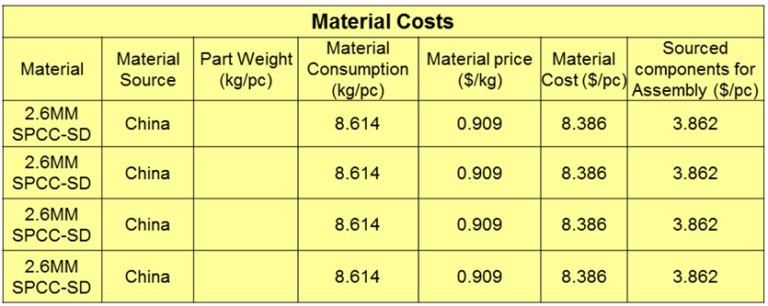 Material Costs
Material
Material
Source
Part Weight
(kg/pc)
Material
Consumption
(kg/pc)
Material price
($/kg)
Material
Cost ($/pc)
Sourced
components for
Assembly ($/pc)
2.6MM
SPCC-SD
China
8.614
0.909
8.386
3.862
2.6MM
SPCC-SD
China
8.614
0.909
8.386
3.862
2.6MM
SPCC-SD
China
8.614
0.909
8.386
3.862
2.6MM
SPCC-SD
China
8.614
0.909
8.386
3.862